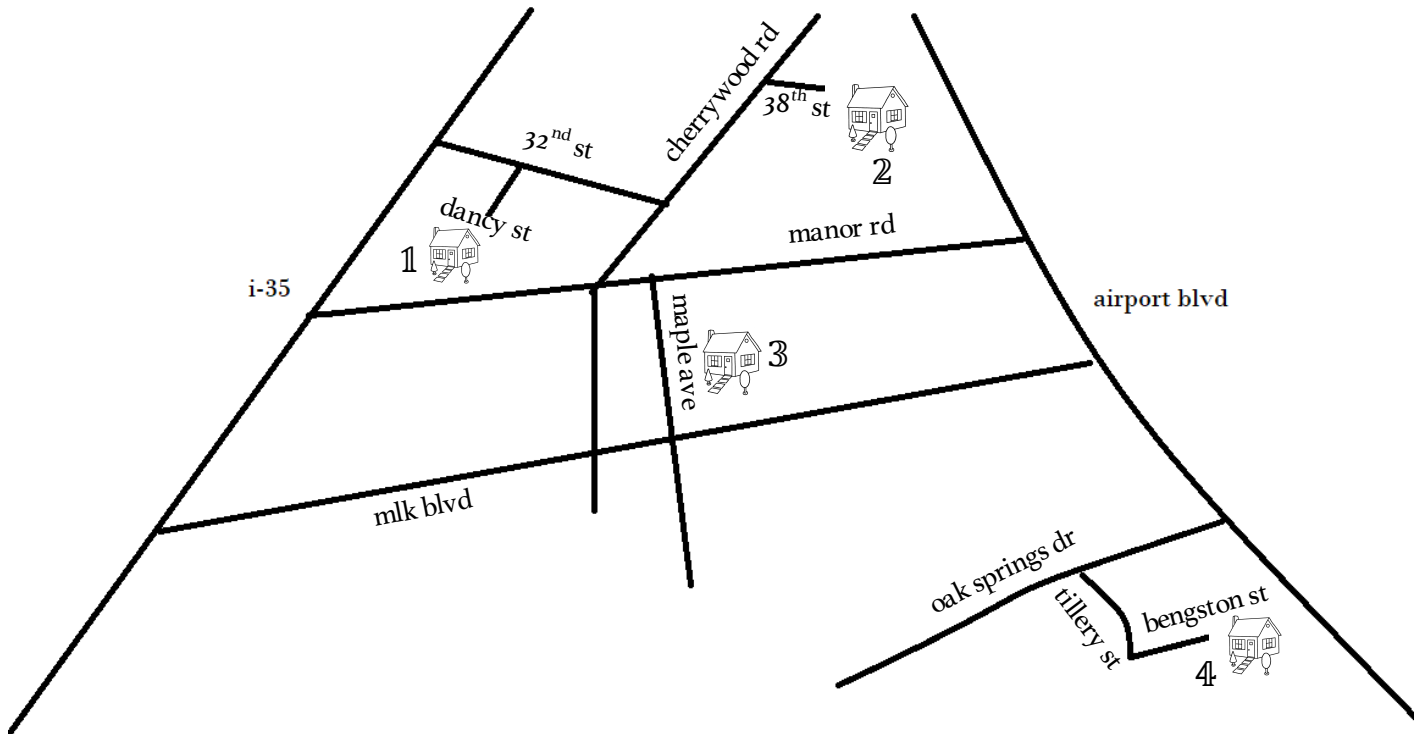 cherrywood rd
38th st
32nd st
2
dancy st
manor rd
1
i-35
airport blvd
maple ave
3
mlk blvd
oak springs dr
tillery st
bengston st
4